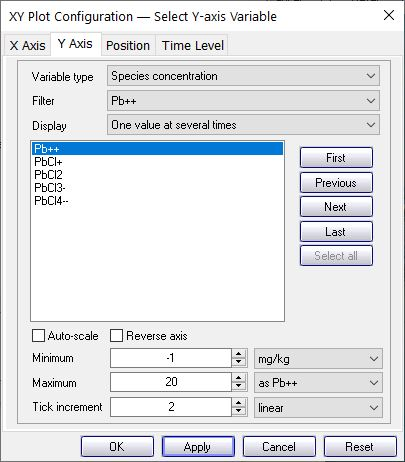 XY Plot Configuration — Select Y-axis Variable
X Axis Y Axis Position Time Level
Variable type Species concentration
Filter Pb++
Display One value at several times
Pb++
PbCl+
PbCl2
PbCl3-
PbCl4--
First
Previous
Next
Last
Select all
Auto-scale Reverse axis
Minimum -1 mg/kg
Maximum 20 as Pb++
Tick increment 2 linear
OK Apply Cancel Reset